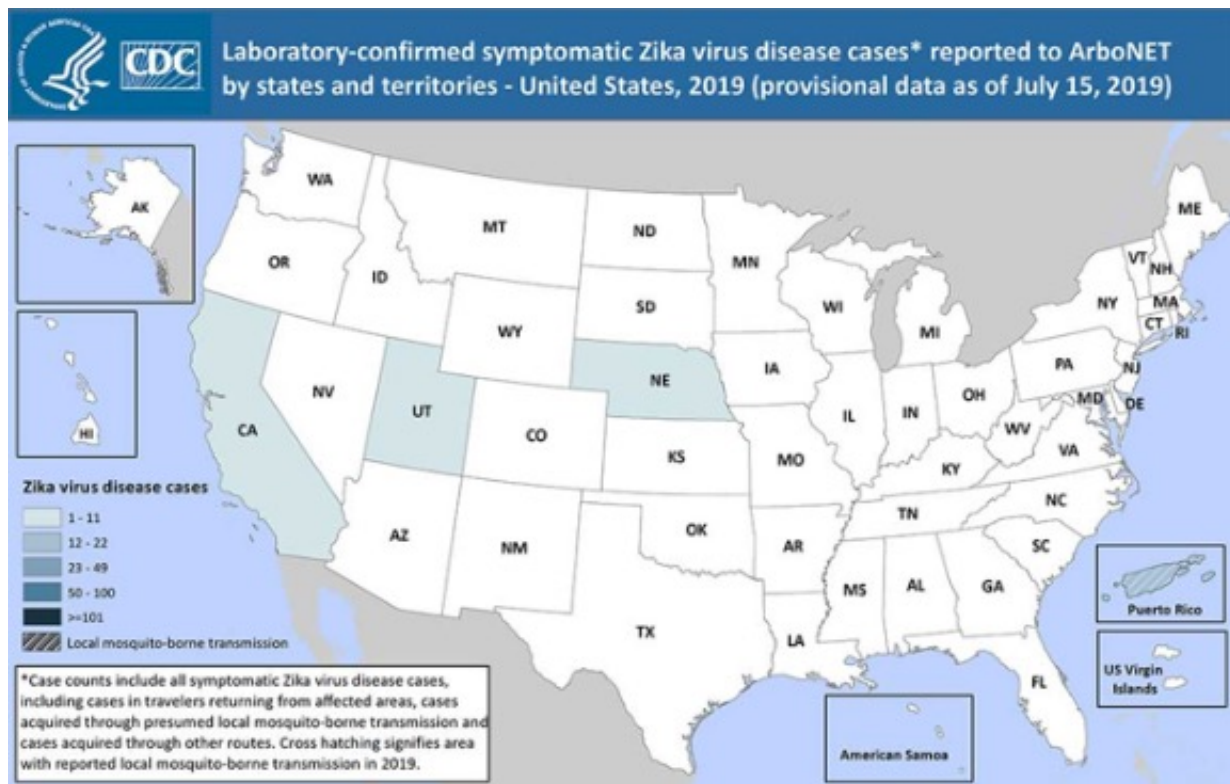 CDC
Laboratory-confirmed symptomatic Zika virus disease cases* reported to ArboNET
by states and territories - United States, 2019 (provisional data as of July 15, 2019)
AK
HI
WA
OR
CA
ID
NV
MT
WY
UT
AZ
CO
NM
ND
SD
NE
KS
OK
TX
MN
IA
MO
AR
LA
WI
IL
MS
MI
IN
KY
TN
AL
OH
WV
GA
FL
ME
VT
NH
NY
MA
CT
RI
PA
NJ
MD
DE
VA
NC
SC
Zika virus disease cases
1 - 11
12 - 22
23 - 49
50 - 100
>=101
Local mosquito-borne transmission
Puerto Rico
US Virgin
Islands
American Samoa
*Case counts include all symptomatic Zika virus disease cases,
including cases in travelers returning from affected areas, cases
acquired through presumed local mosquito-borne transmission and
cases acquired through other routes. Cross hatching signifies area
with reported local mosquito-borne transmission in 2019.